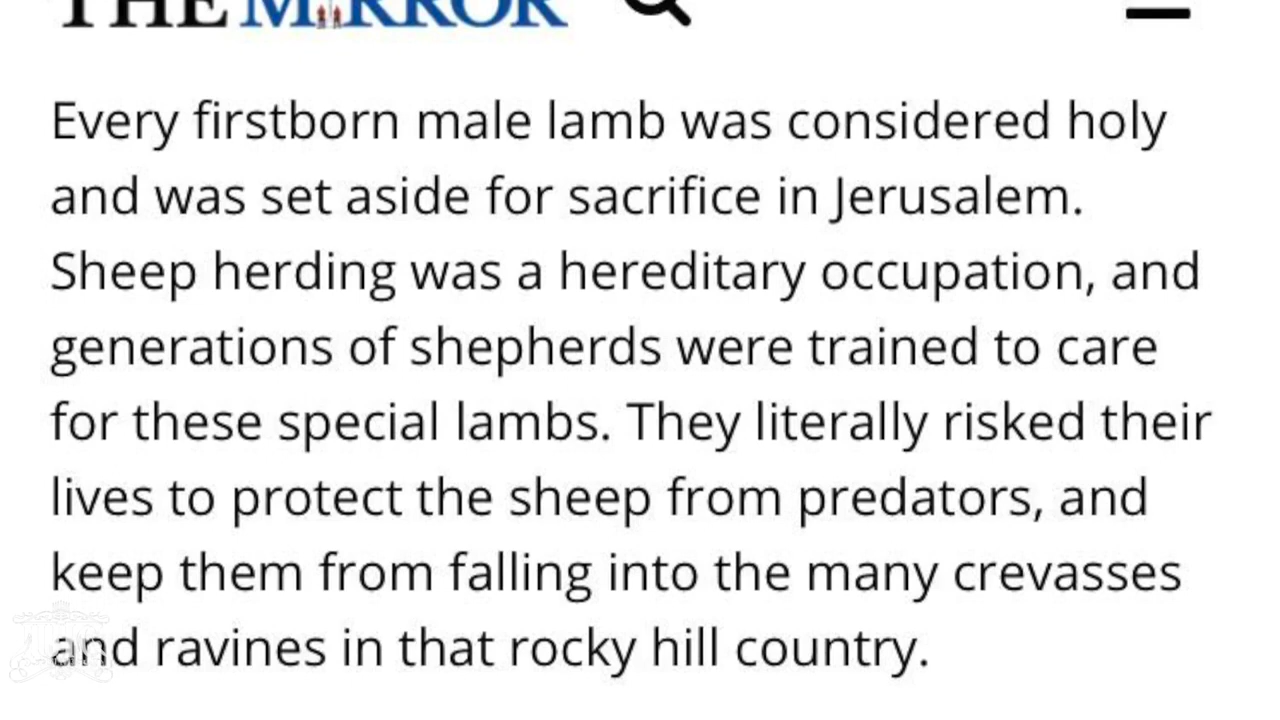 THE MIRROR
Every firstborn male lamb was considered holy
and was set aside for sacrifice in Jerusalem.
Sheep herding was a hereditary occupation, and
generations of shepherds were trained to care
for these special lambs. They literally risked their
lives to protect the sheep from predators, and
keep them from falling into the many crevasses
and ravines in that rocky hill country.